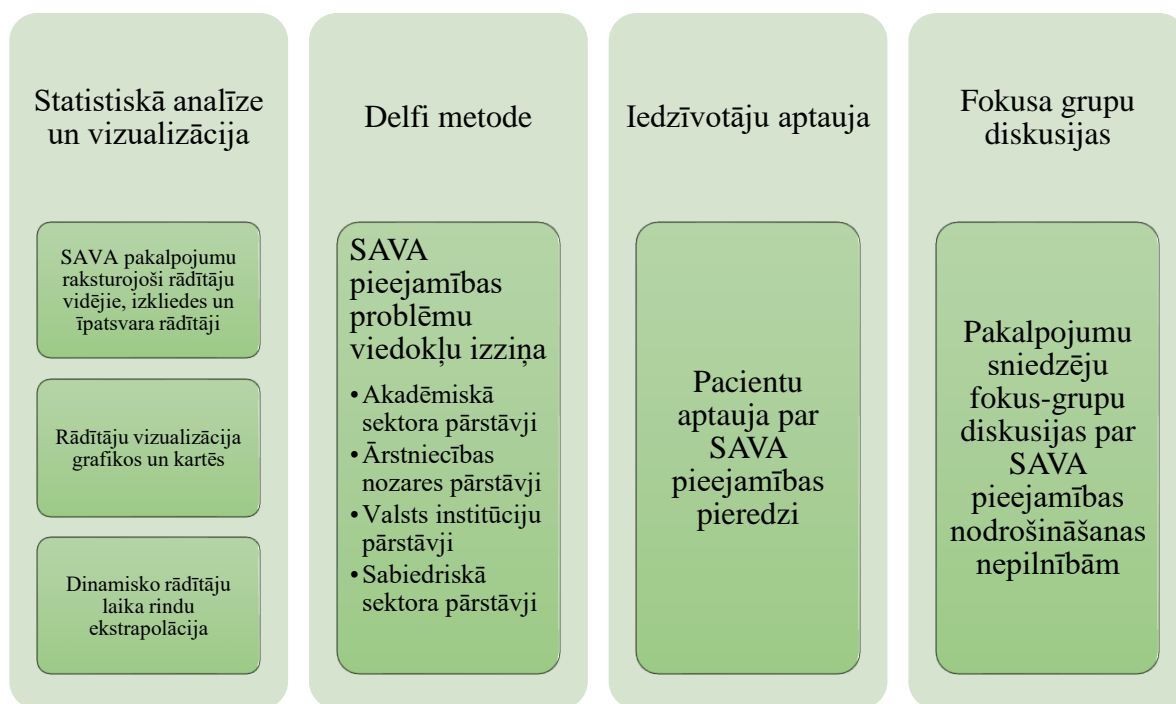 Statistiskā analīze
un vizualizācija
SAVA pakalpojumu
raksturojoši rādītāju
vidējie, izkliedes un
īpatsvara rādītāji
Rādītāju vizualizācija
grafikos un kartēs
Dinamisko rādītāju
laika rindu
ekstrapolācija
Delfi metode
SAVA
pieejamības
problēmu
viedokļu izziņa
•Akadēmiskā
sektora pārstāvji
•Ārstniecības
nozares pārstāvji
•Valsts institūciju
pārstāvji
•Sabiedriskā
sektora pārstāvji
Iedzīvotāju aptauja
Pacientu
aptauja par
SAVA
pieejamības
pieredzi
Fokusa grupu
diskusijas
Pakalpojumu
sniedzēju
fokus-grupu
diskusijas par
SAVA
pieejamības
nodrošināšanas
nepilnībām